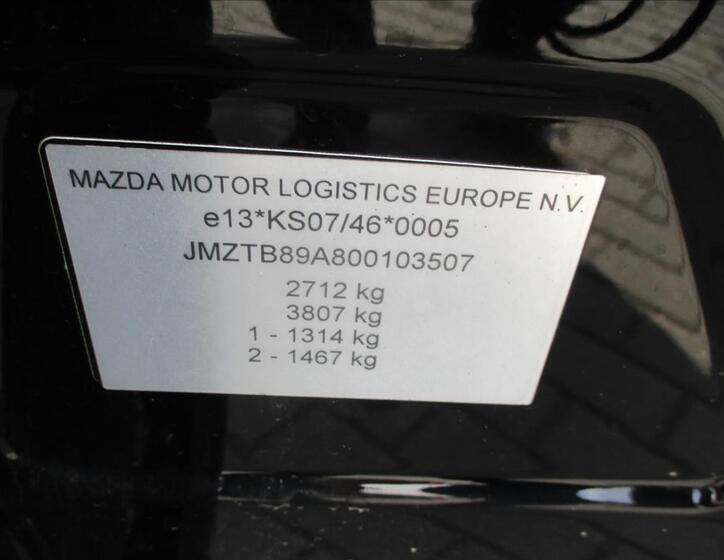 MAZDA MOTOR LOGISTICS EUROPE N.V.
e13*KS07/46*0005
JMZTB89A800103507
2712 kg
3807 kg
1 - 1314 kg
2 - 1467 kg